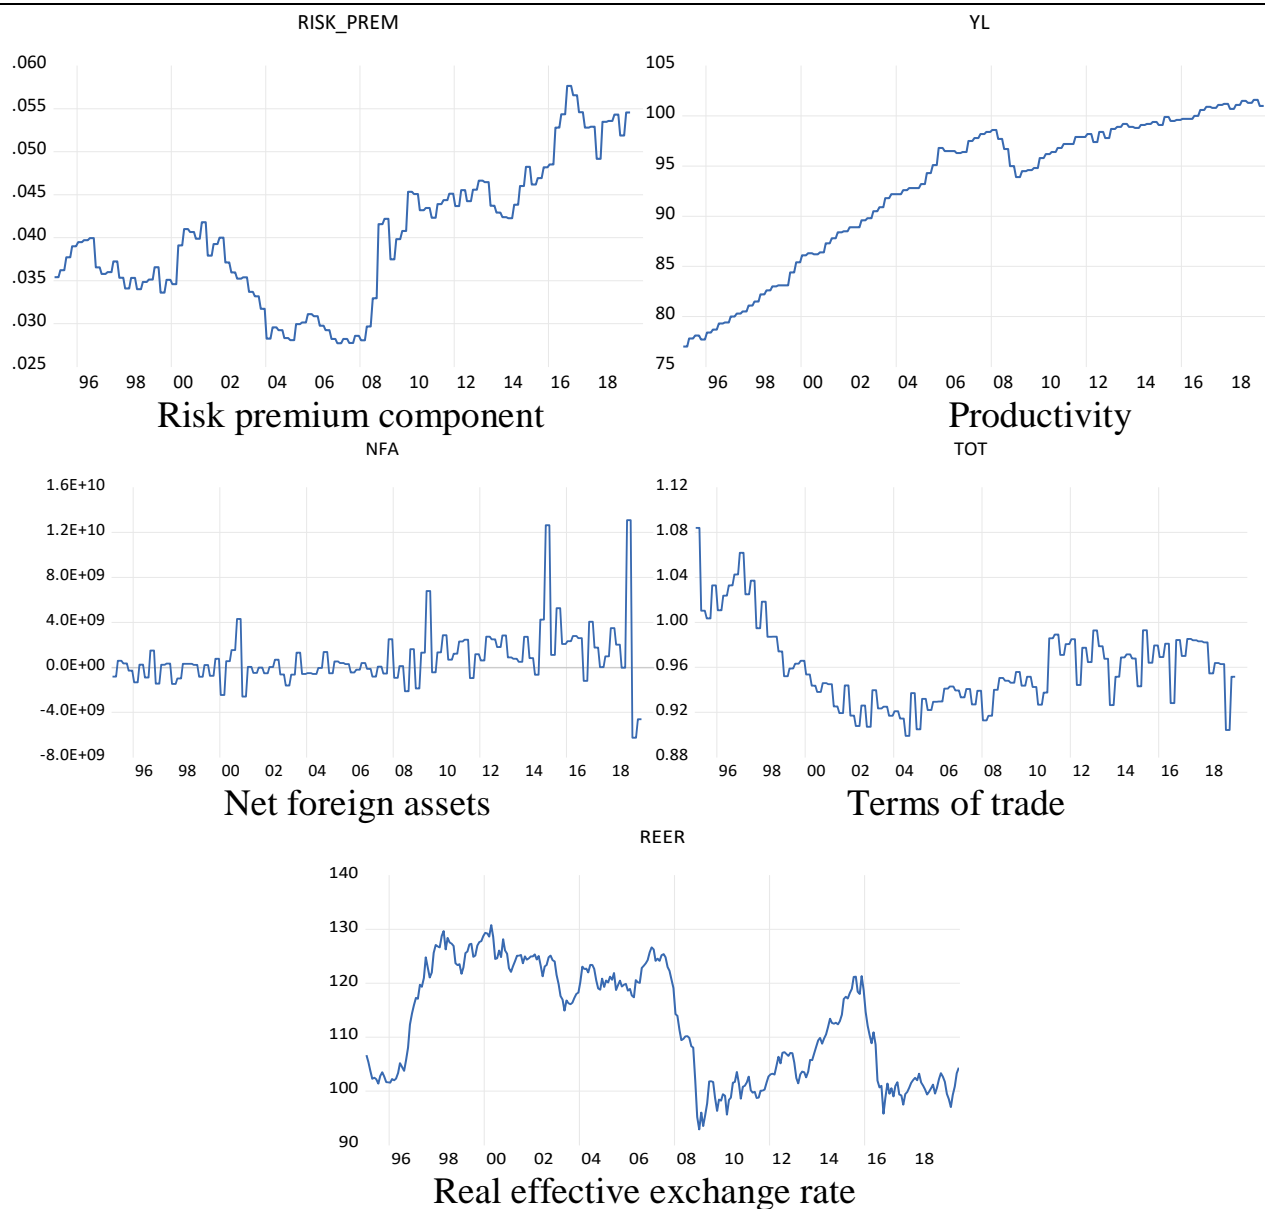 RISK_PREM
.060
.055
.050
.045
.040
.035
.030
.025
96 98 00 02 04 06 08 10 12 14 16 18
Risk premium component
YL
105
100
95
90
85
80
75
96 98 00 02 04 06 08 10 12 14 16 18
Productivity
NFA
1.6E+10
1.2E+10
8.0E+09
4.0E+09
0.0E+00
-4.0E+09
-8.0E+09
96 98 00 02 04 06 08 10 12 14 16 18
Net foreign assets
TOT
1.12
1.08
1.04
1.00
0.96
0.92
0.88
96 98 00 02 04 06 08 10 12 14 16 18
Terms of trade
REER
140
130
120
110
100
90
96 98 00 02 04 06 08 10 12 14 16 18
Real effective exchange rate